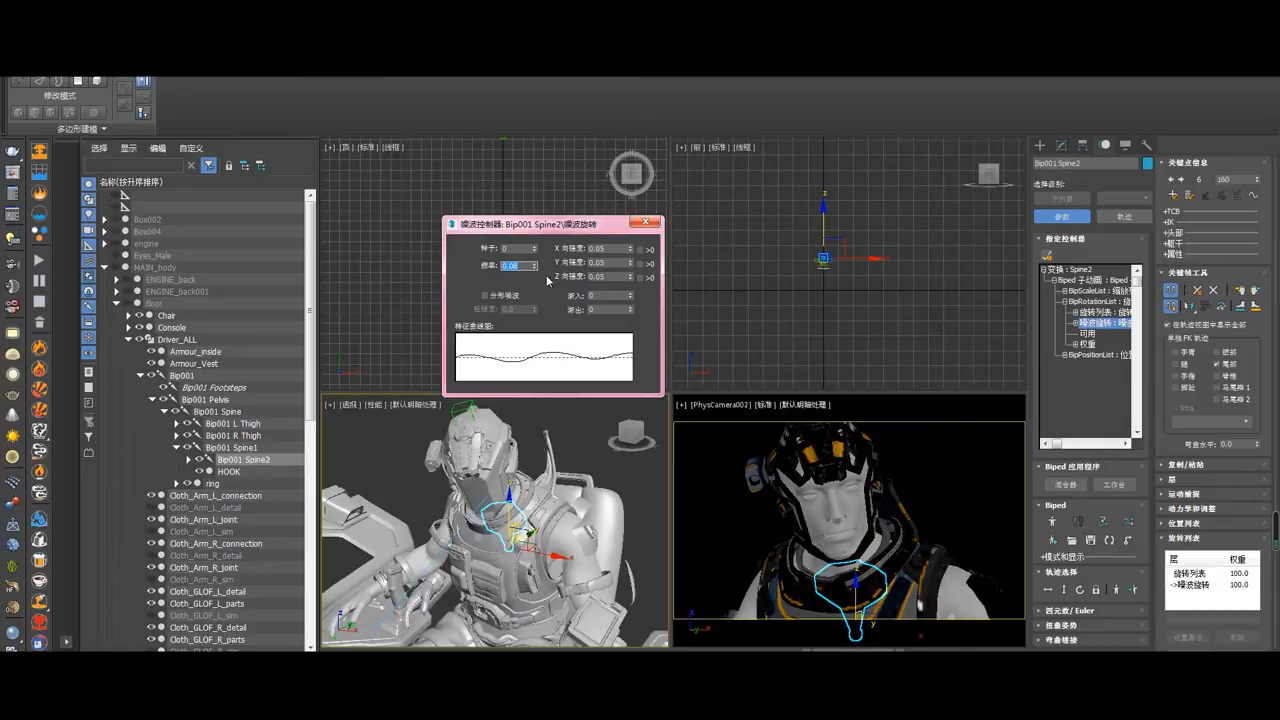 修改模式
多边形建模
选择 显示 编辑 自定义
名称(按升序排序)
Box002
Box004
engine
Eyes_Male
MAIN_body
ENGINE_back
ENGINE_back001
floor
Chair
Console
Driver_ALL
Armour_inside
Armour_Vest
Bip001
Bip001 Footsteps
Bip001 Pelvis
Bip001 Spine
Bip001 L Thigh
Bip001 R Thigh
Bip001 Spine1
Bip001 Spine2
HOOK
ring
Cloth_Arm_L_connection
Cloth_Arm_L_joint
Cloth_Arm_L_sim
Cloth_Arm_R_connection
Cloth_Arm_R_detail
Cloth_Arm_R_joint
Cloth_Arm_R_sim
Cloth_GLOF_L_detail
Cloth_GLOF_L_parts
Cloth_GLOF_L_sim
Cloth_GLOF_R_detail
Cloth_GLOF_R_parts
[+] [顶] [标准] [线框]
[+] [前] [标准] [线框]
噪波控制器: Bip001 Spine2\噪波旋转
种子: 0
X 向强度: 0.05 >0
频率: 0.08
Y 向强度: 0.05 >0
Z 向强度: 0.05 >0
分形噪波
渐入: 0
粗糙度: 0.0
渐出: 0
特征曲线图:
[+] [透视] [性能] [默认明暗处理]
[+] [PhysCamera002] [标准] [默认明暗处理]
Bip001 Spine2
选择级别:
子对象
参数 轨迹
指定控制器
变换: Spine2
Biped 子动画: Biped
BipScaleList: 缩放
BipRotationList: 旋
旋转列表: 旋转
噪波旋转: 噪波
可用
权重
BipPositionList: 位
Biped 应用程序
混合器 工作台
Biped
+模式和显示
轨迹选择
四元数/ Euler
扭曲姿势
弯曲链接
关键点信息
6 160
+TCB
+IK
+头部
+躯干
+属性
关键帧工具
在轨迹视图中显示全部
单独 FK 轨迹
手臂 颈部
腿 尾部
手指 脊椎
脚趾 马尾辫 1
马尾辫 2
Xtra
弯曲水平: 0.0
复制/粘贴
层
运动捕捉
动力学和调整
位置列表
旋转列表
层 权重
旋转列表 100.0
->噪波旋转 100.0
设置激活 删除